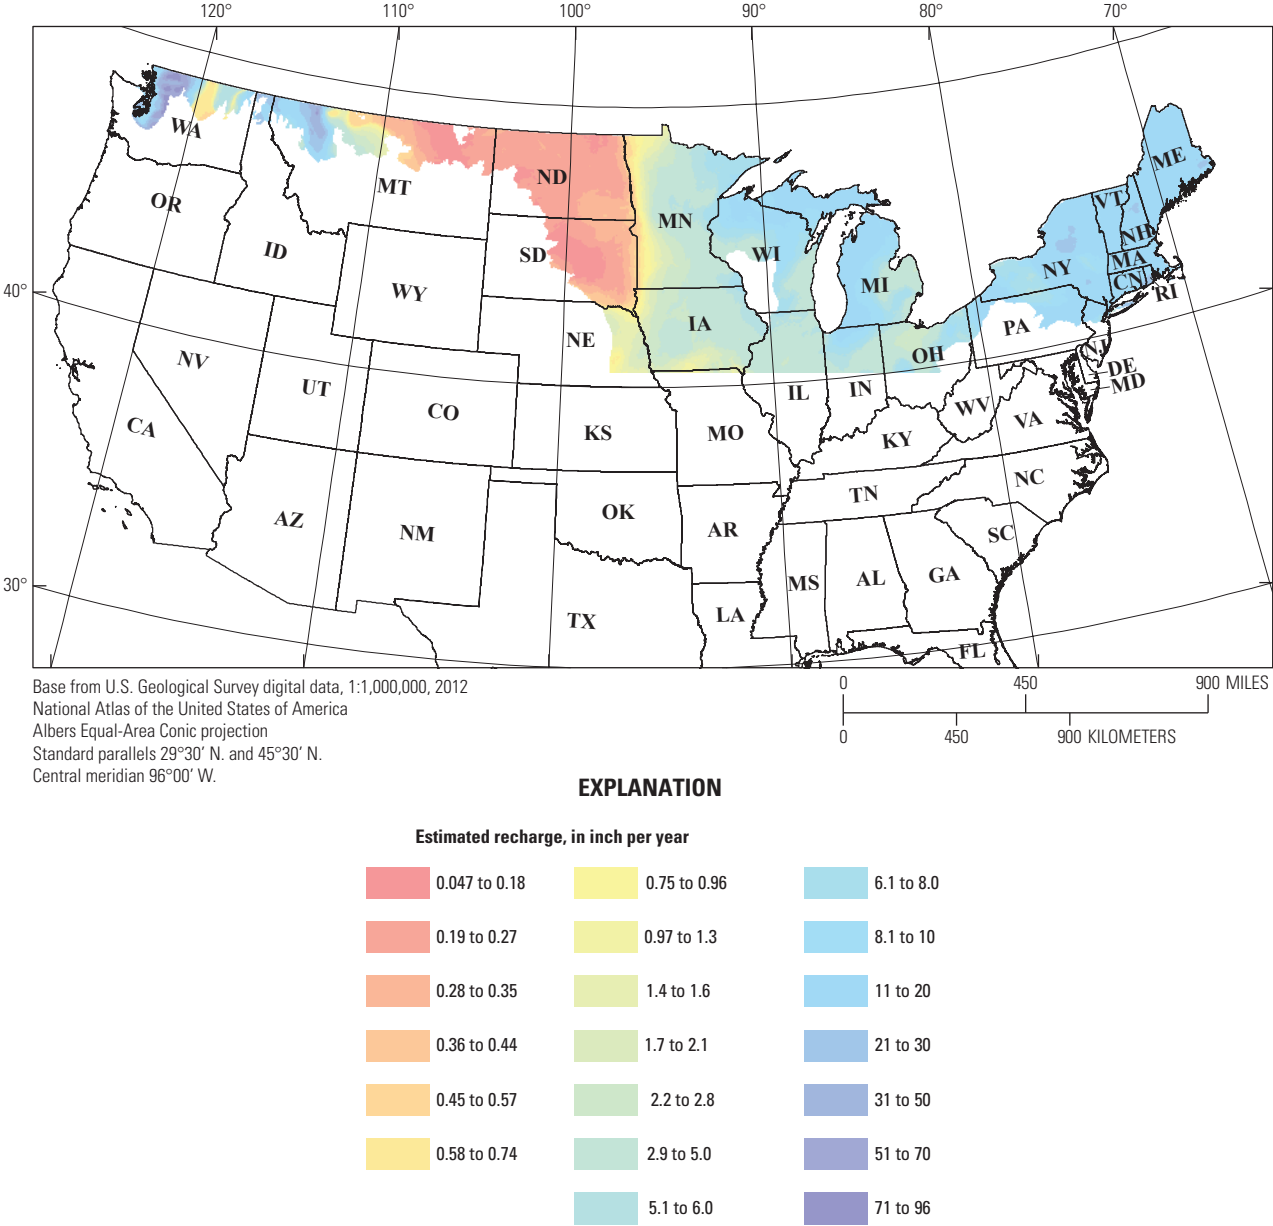 120° 110° 100° 90° 80° 70°
40°
30°
WA
OR
ID
MT
ND
SD
WY
NE
NV
UT
CO
CA
AZ
NM
KS
OK
TX
MN
WI
MI
IA
IL
IN
OH
MO
AR
LA
MS
AL
GA
FL
TN
KY
WV
VA
NC
SC
PA
NY
NJ
DE
MD
VT
NH
ME
MA
CN
RI
Base from U.S. Geological Survey digital data, 1:1,000,000, 2012
National Atlas of the United States of America
Albers Equal-Area Conic projection
Standard parallels 29°30′ N. and 45°30′ N.
Central meridian 96°00′ W.
0 450 900 MILES
0 450 900 KILOMETERS
EXPLANATION
Estimated recharge, in inch per year
0.047 to 0.18
0.19 to 0.27
0.28 to 0.35
0.36 to 0.44
0.45 to 0.57
0.58 to 0.74
0.75 to 0.96
0.97 to 1.3
1.4 to 1.6
1.7 to 2.1
2.2 to 2.8
2.9 to 5.0
5.1 to 6.0
6.1 to 8.0
8.1 to 10
11 to 20
21 to 30
31 to 50
51 to 70
71 to 96